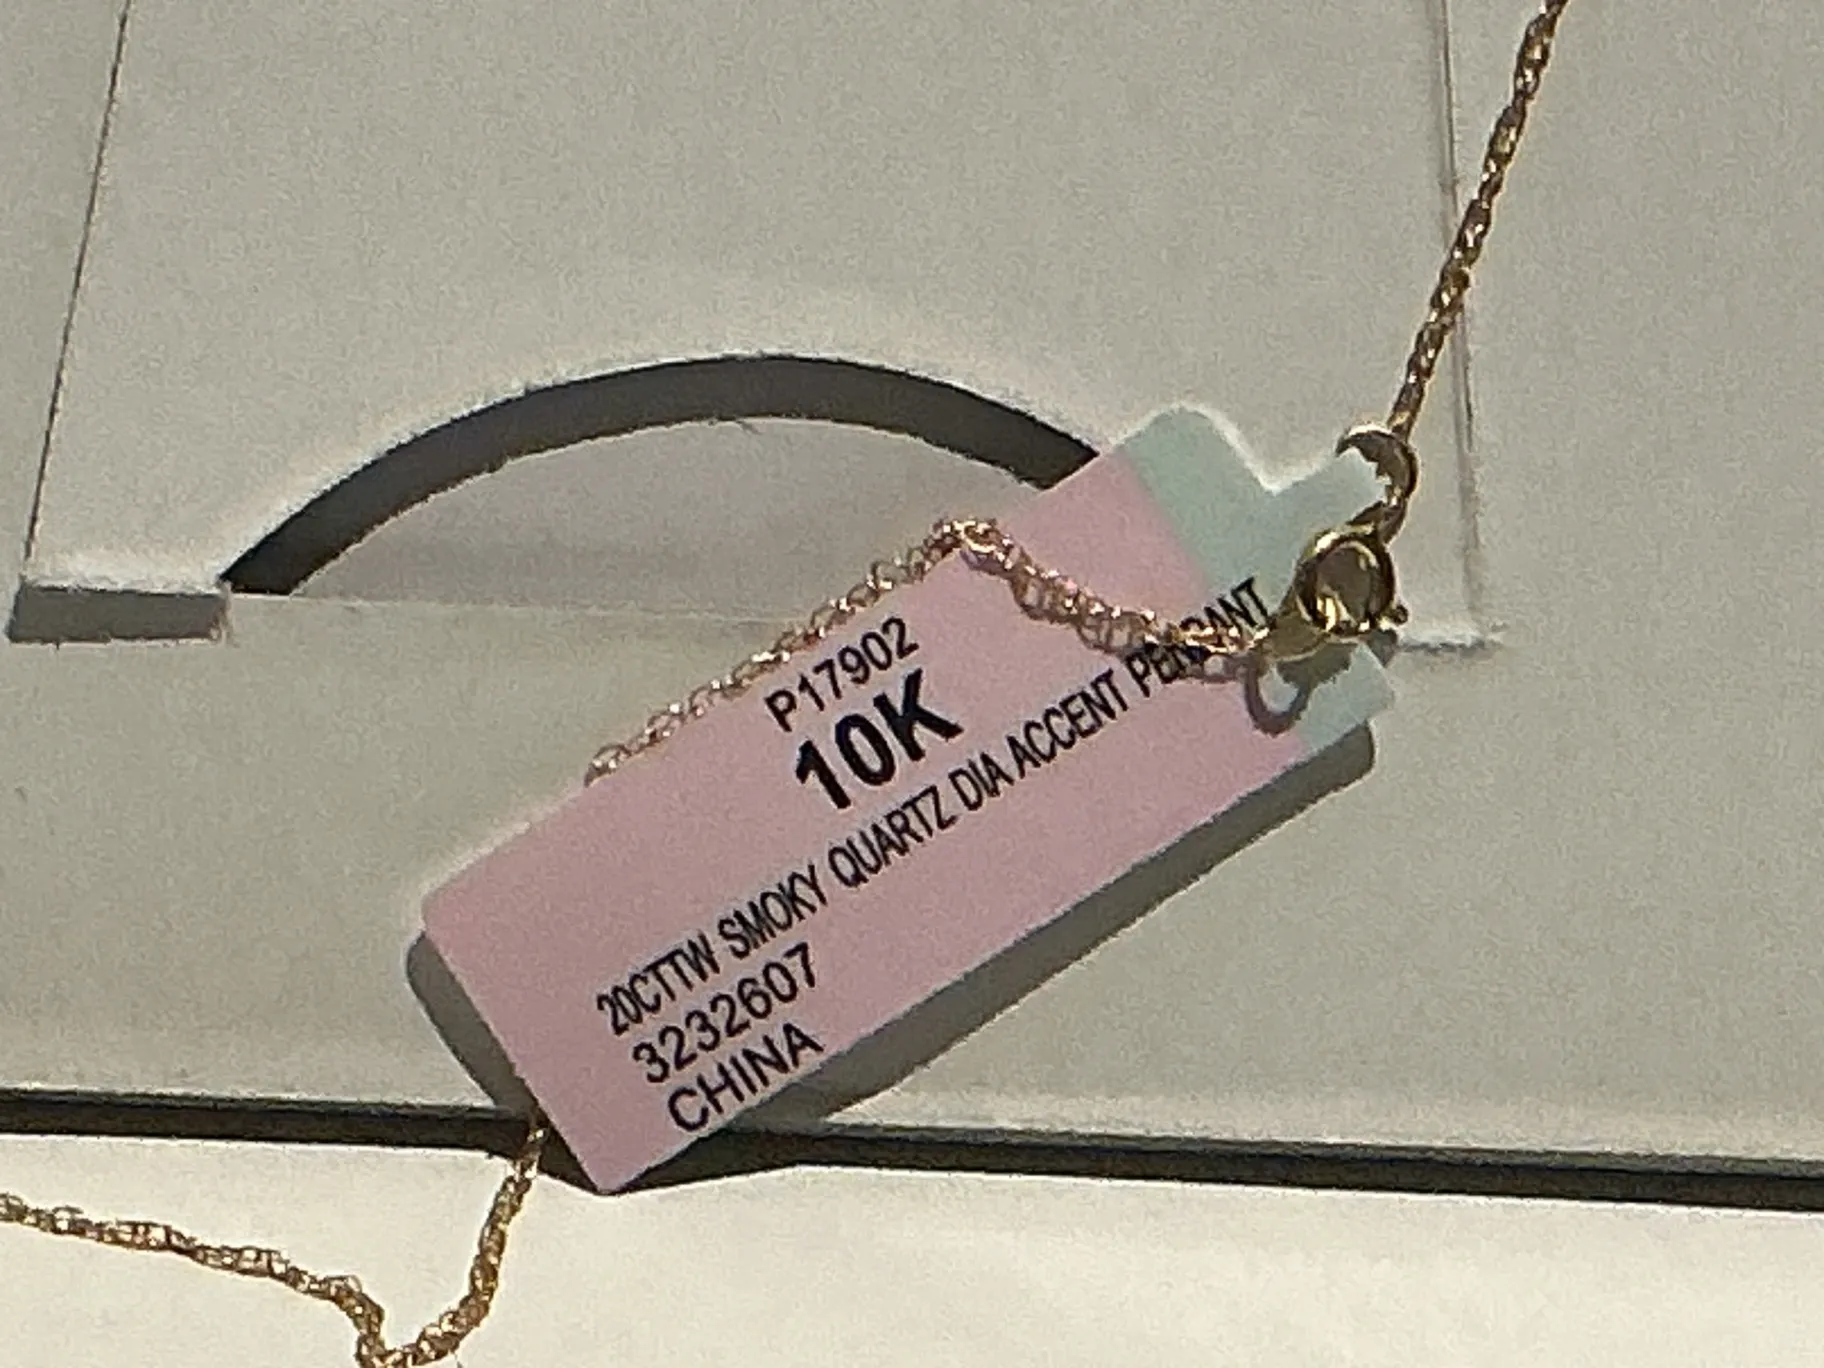 P17902
10K
20CTTW SMOKY QUARTZ DIA ACCENT PENDANT
3232607
CHINA